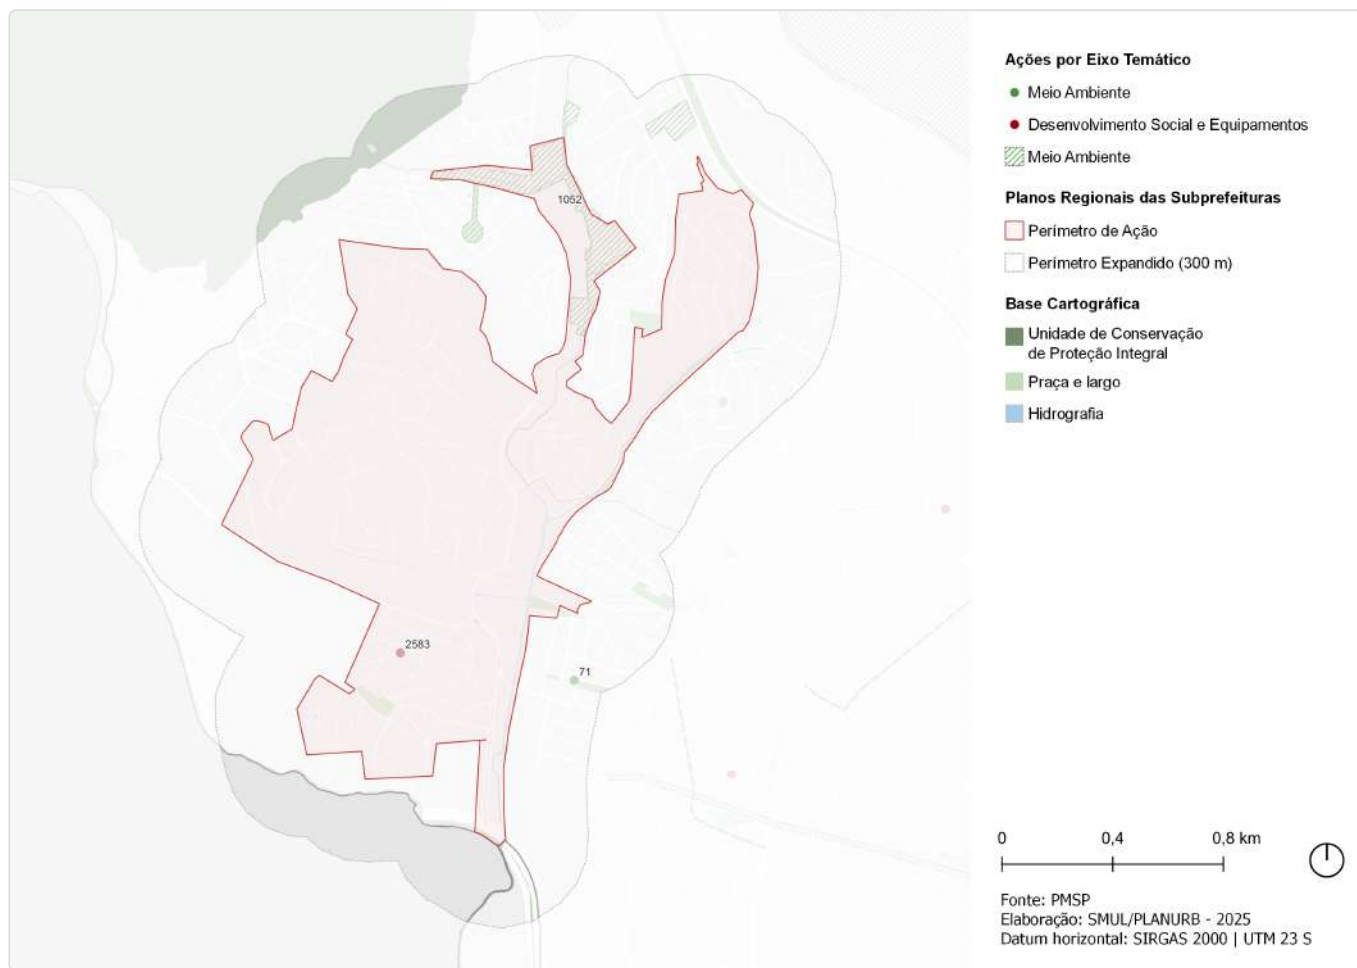 Ações por Eixo Temático
Meio Ambiente
Desenvolvimento Social e Equipamentos
Meio Ambiente
Planos Regionais das Subprefeituras
Perímetro de Ação
Perímetro Expandido (300 m)
Base Cartográfica
Unidade de Conservação
de Proteção Integral
Praça e largo
Hidrografia
1052
2583
71
0 0,4 0,8 km
Fonte: PMSP
Elaboração: SMUL/PLANURB - 2025
Datum horizontal: SIRGAS 2000 | UTM 23 S